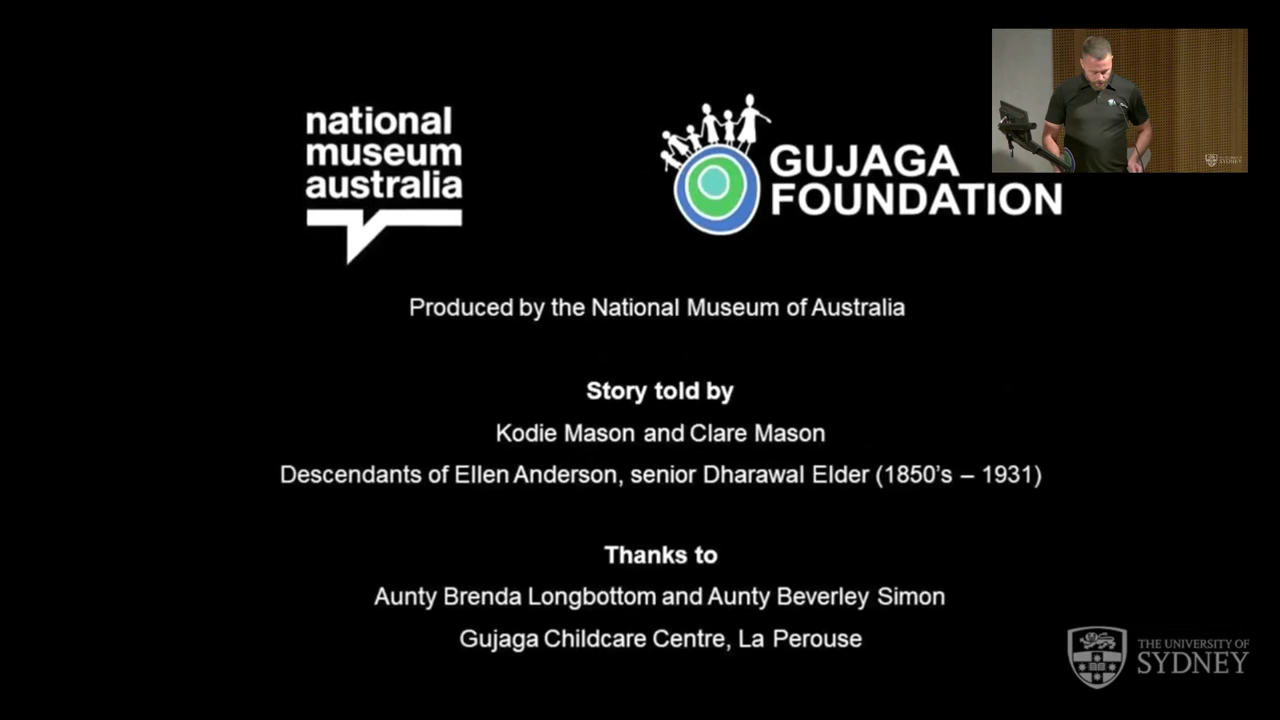 national
museum
australia
GUJAGA
FOUNDATION
Produced by the National Museum of Australia
Story told by
Kodie Mason and Clare Mason
Descendants of Ellen Anderson, senior Dharawal Elder (1850's – 1931)
Thanks to
Aunty Brenda Longbottom and Aunty Beverley Simon
Gujaga Childcare Centre, La Perouse
THE UNIVERSITY OF
SYDNEY